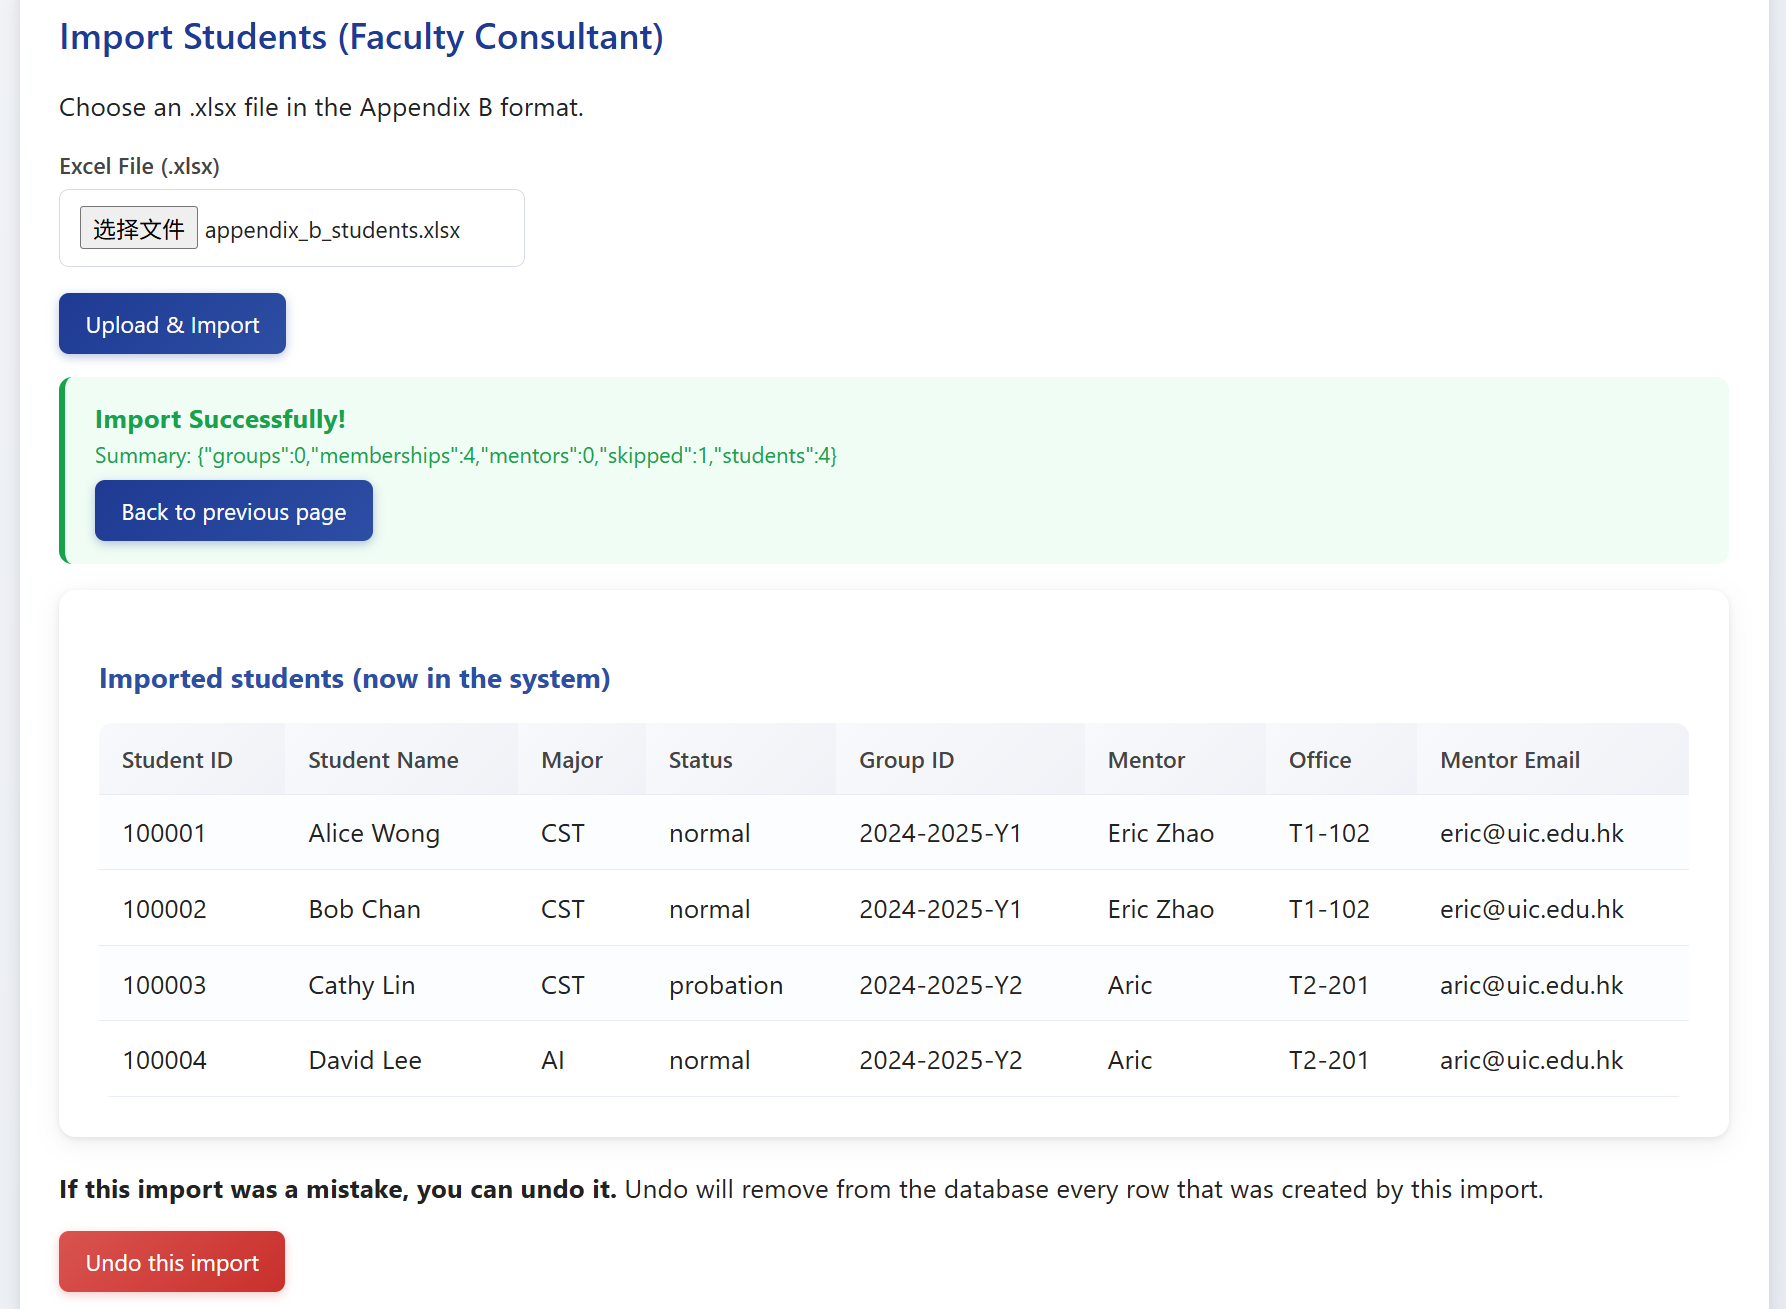 Import Students (Faculty Consultant)
Choose an .xlsx file in the Appendix B format.
Excel File (.xlsx)
选择文件 appendix_b_students.xlsx
Upload & Import
Import Successfully!
Summary: {"groups":0,"memberships":4,"mentors":0,"skipped":1,"students":4}
Back to previous page
Imported students (now in the system)
Student ID Student Name Major Status Group ID Mentor Office Mentor Email
100001 Alice Wong CST normal 2024-2025-Y1 Eric Zhao T1-102 eric@uic.edu.hk
100002 Bob Chan CST normal 2024-2025-Y1 Eric Zhao T1-102 eric@uic.edu.hk
100003 Cathy Lin CST probation 2024-2025-Y2 Aric T2-201 aric@uic.edu.hk
100004 David Lee AI normal 2024-2025-Y2 Aric T2-201 aric@uic.edu.hk
If this import was a mistake, you can undo it. Undo will remove from the database every row that was created by this import.
Undo this import